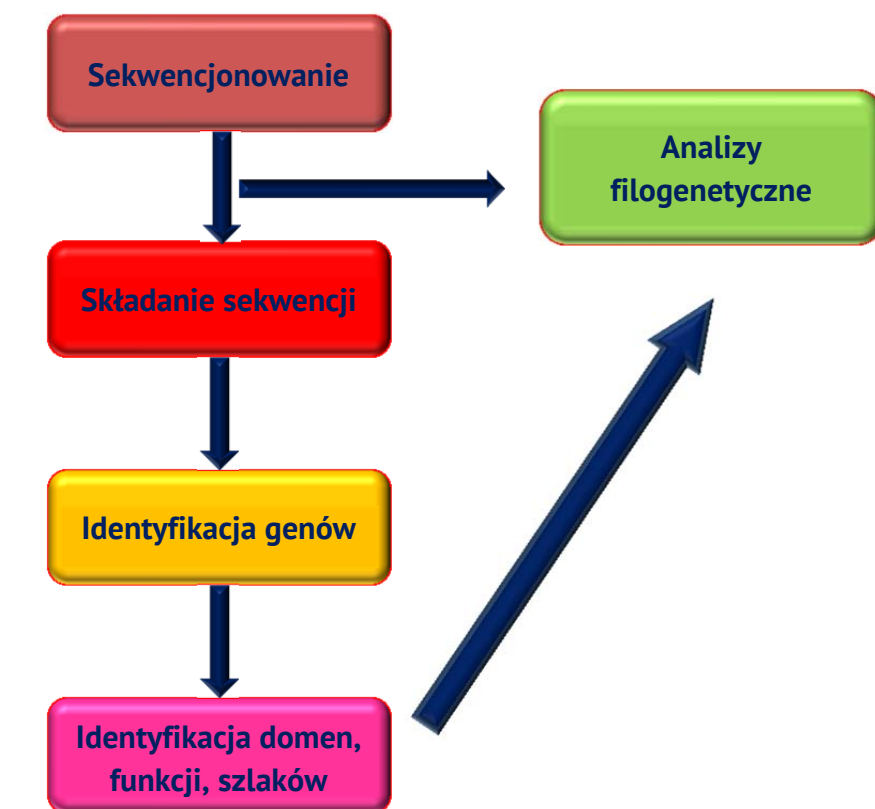 Sekwencjonowanie
Analizy
filogenetyczne
Składanie sekwencji
Identyfikacja genów
Identyfikacja domen,
funkcji, szlaków